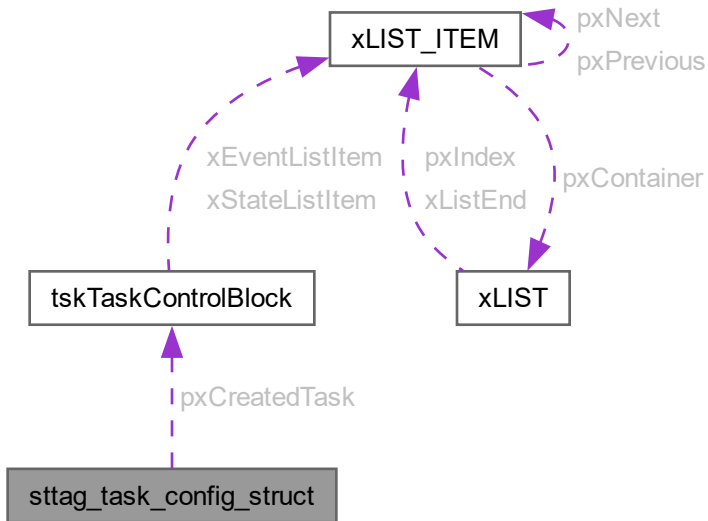 xLIST_ITEM
pxNext
pxPrevious
xEventListItem
xStateListItem
pxIndex
xListEnd
pxContainer
tskTaskControlBlock
xLIST
pxCreatedTask
sttag_task_config_struct